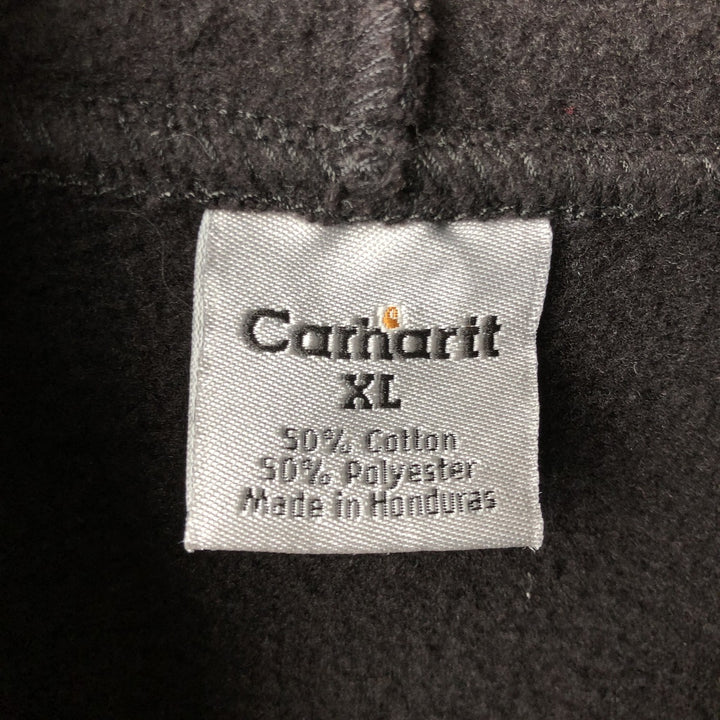 Carhartt
XL
50% Cotton
50% Polyester
Made in Honduras